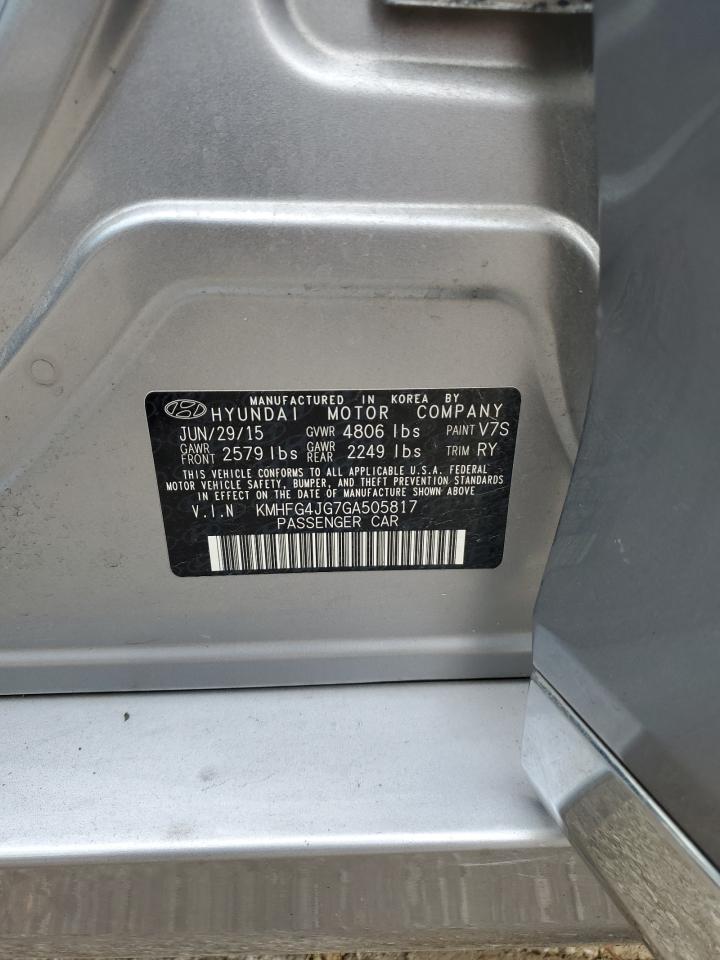 MANUFACTURED IN KOREA BY
HYUNDAI MOTOR COMPANY
JUN/29/15 GVWR 4806 lbs PAINT V7S
GAWR FRONT 2579 lbs GAWR REAR 2249 lbs TRIM RY
THIS VEHICLE CONFORMS TO ALL APPLICABLE U.S.A. FEDERAL
MOTOR VEHICLE SAFETY, BUMPER, AND THEFT PREVENTION STANDARDS
IN EFFECT ON THE DATE OF MANUFACTURE SHOWN ABOVE
V.I.N KMHFG4JG7GA505817
PASSENGER CAR